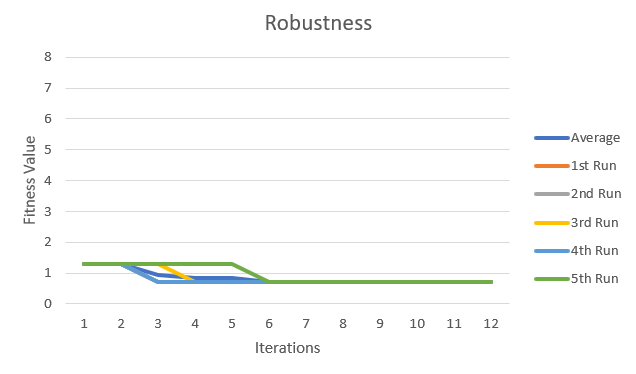 Robustness
8
7
6
5
4
3
2
1
0
Fitness Value
1 2 3 4 5 6 7 8 9 10 11 12
Iterations
Average
1st Run
2nd Run
3rd Run
4th Run
5th Run